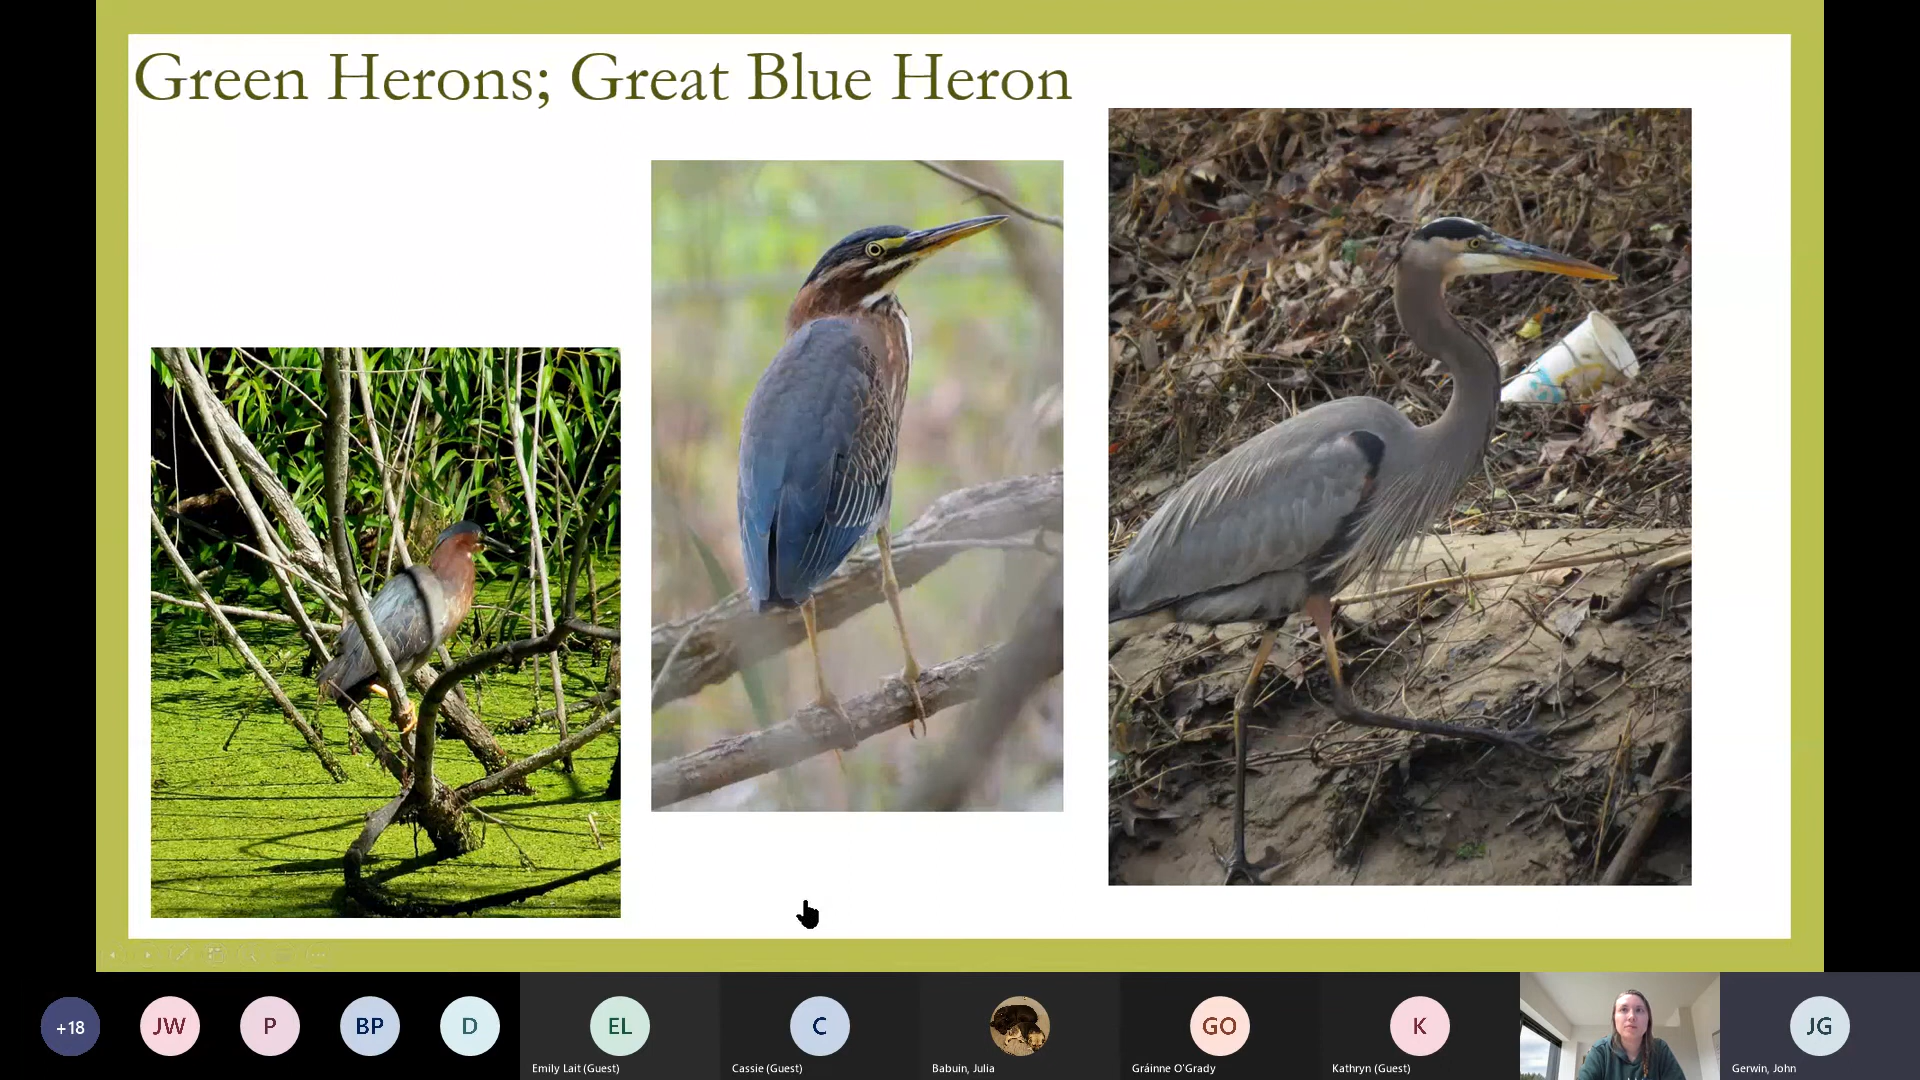 Green Herons; Great Blue Heron
+18
JW
P
BP
D
EL
C
GO
K
JG
Emily Lait (Guest)
Cassie (Guest)
Babuin, Julia
Gráinne O'Grady
Kathryn (Guest)
Gerwin, John